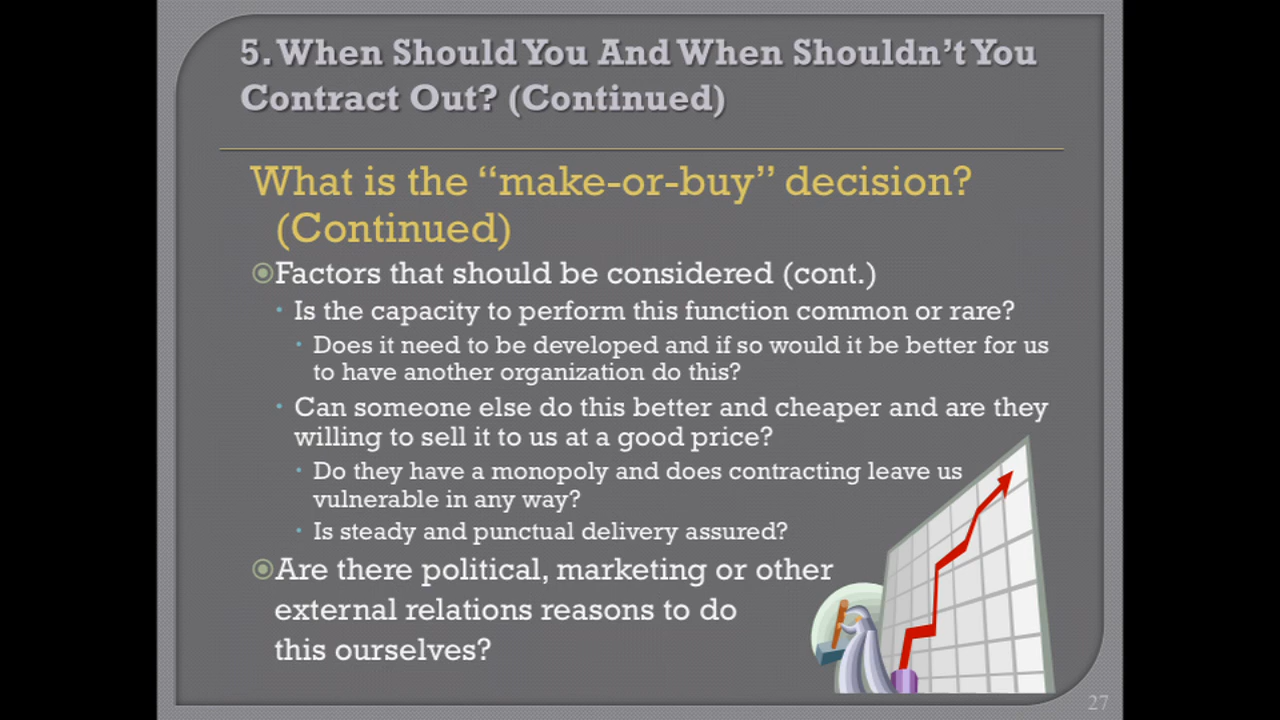 5. When Should You And When Shouldn't You
Contract Out? (Continued)
What is the “make-or-buy” decision?
(Continued)
Factors that should be considered (cont.)
Is the capacity to perform this function common or rare?
Does it need to be developed and if so would it be better for us
to have another organization do this?
Can someone else do this better and cheaper and are they
willing to sell it to us at a good price?
Do they have a monopoly and does contracting leave us
vulnerable in any way?
Is steady and punctual delivery assured?
Are there political, marketing or other
external relations reasons to do
this ourselves?
27